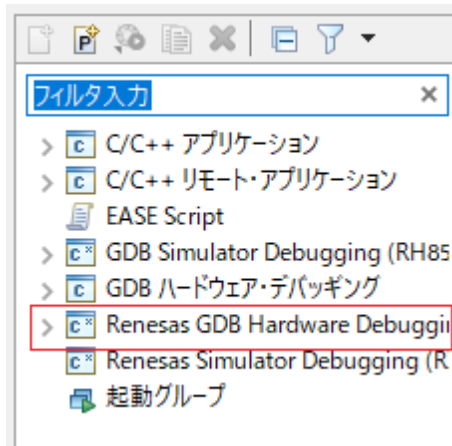 フィルタ入力
C/C++ アプリケーション
C/C++ リモート・アプリケーション
EASE Script
GDB Simulator Debugging (RH85
GDB ハードウェア・デバッギング
Renesas GDB Hardware Debuggin
Renesas Simulator Debugging (R
起動グループ